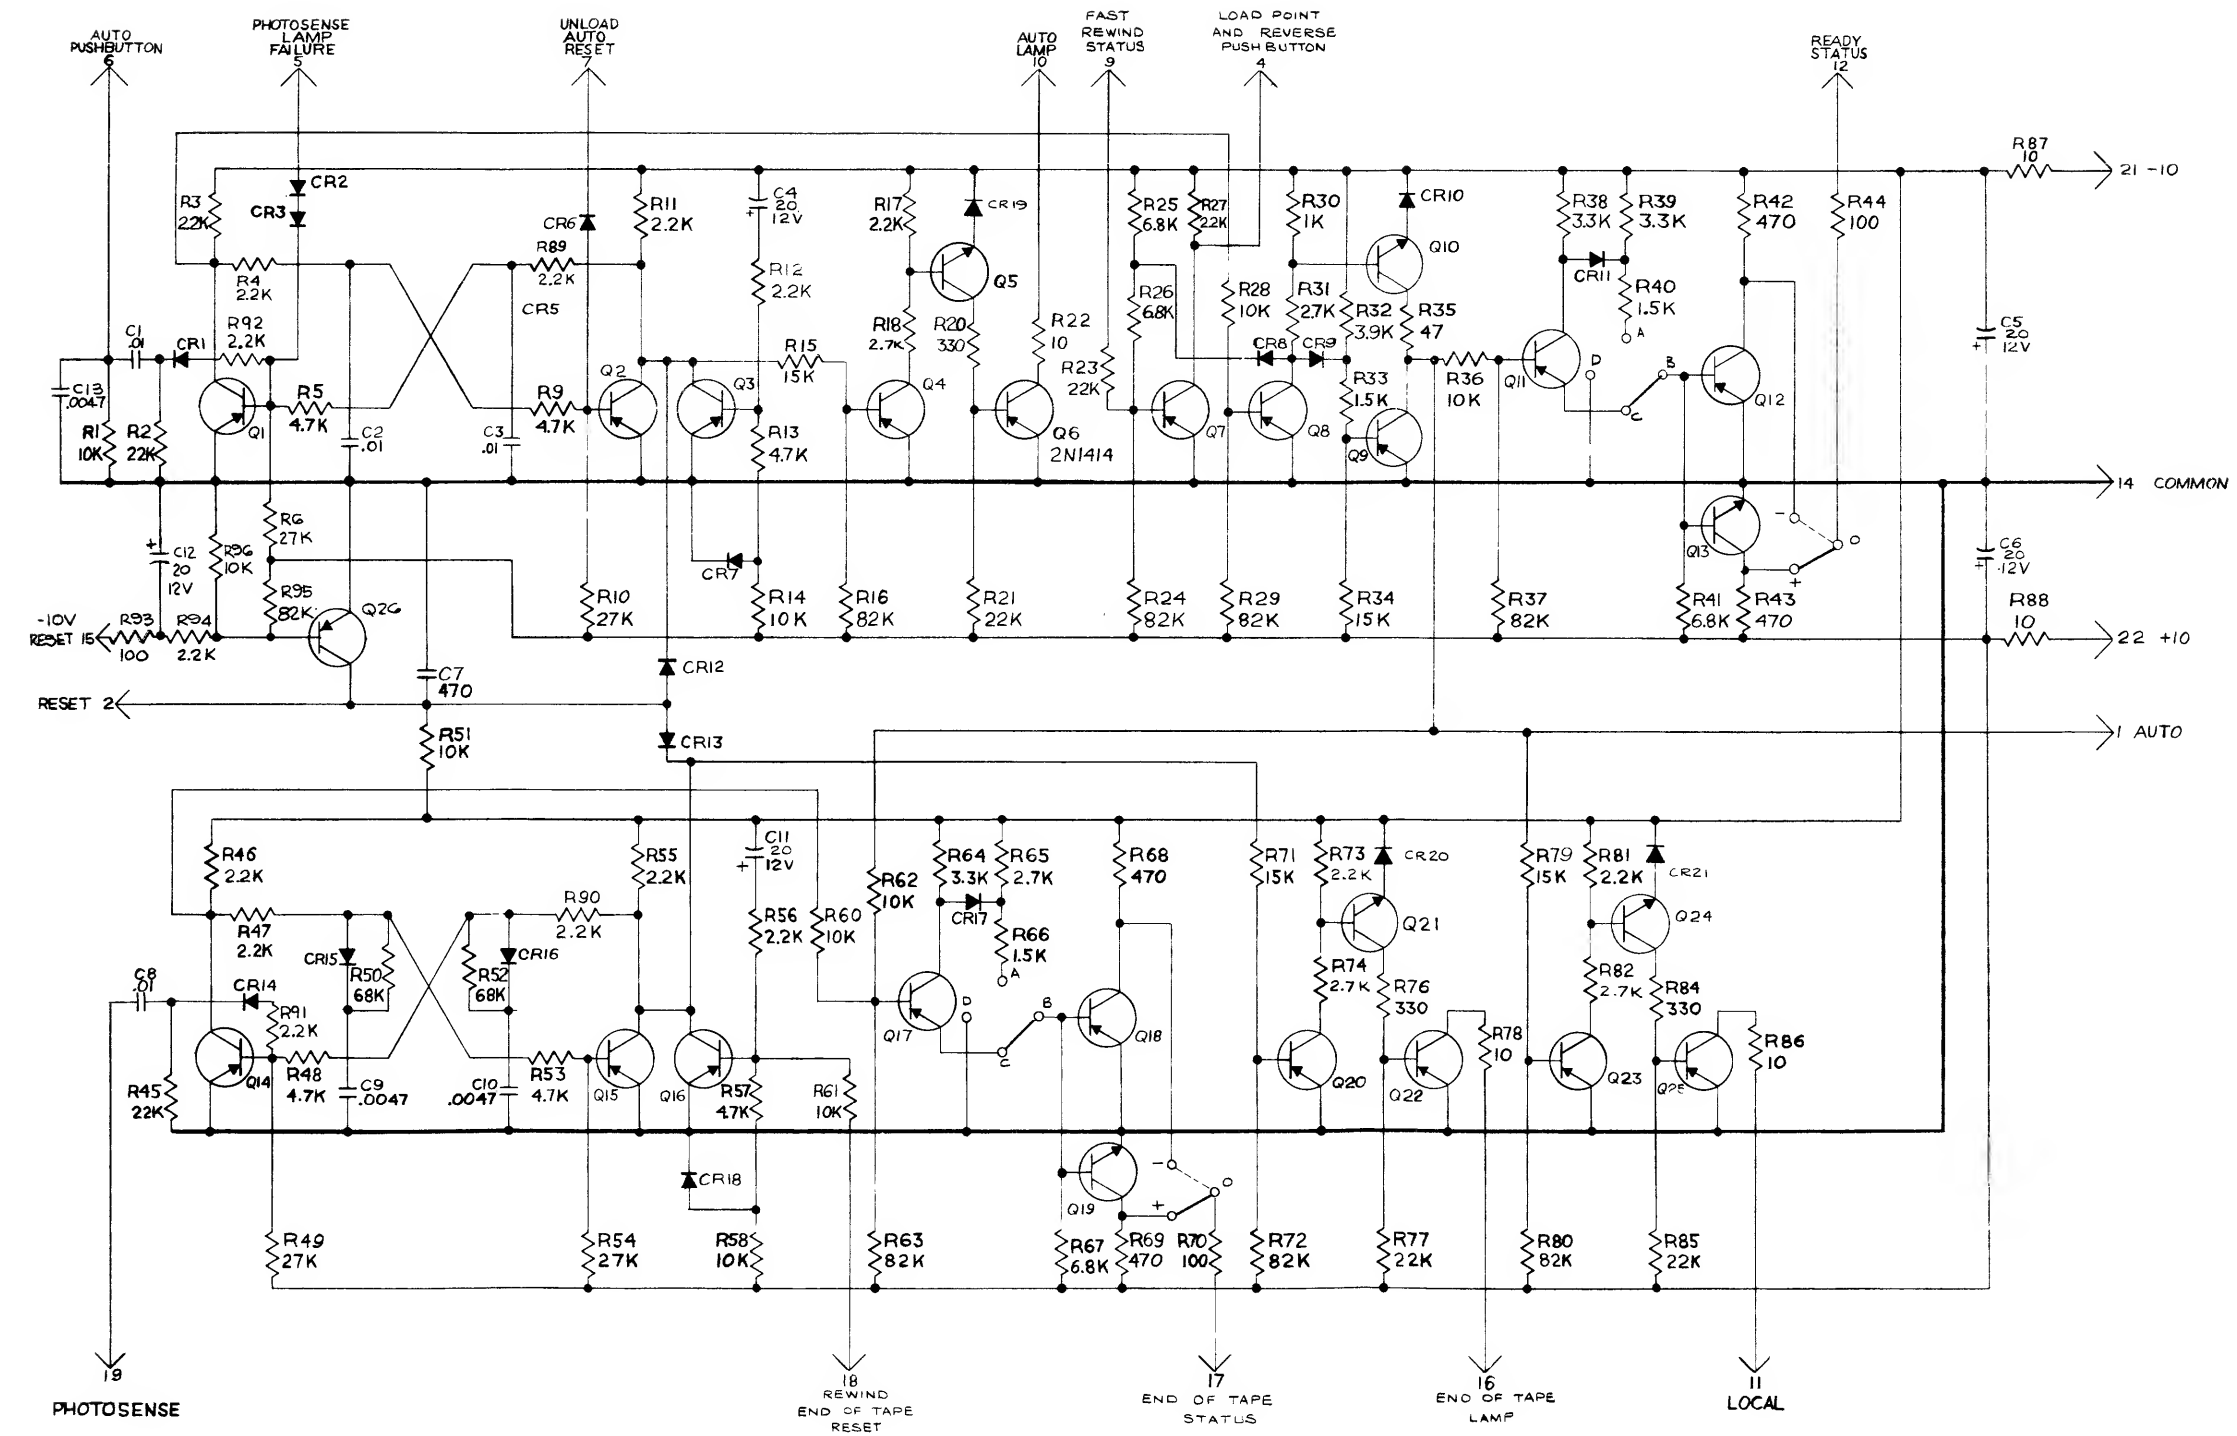 AUTO
PUSHBUTTON
6
PHOTOSENSE
LAMP
FAILURE
5
UNLOAD
AUTO
RESET
7
AUTO
LAMP
10
FAST
REWIND
STATUS
9
LOAD POINT
AND REVERSE
PUSHBUTTON
4
READY
STATUS
12
R87
10
21 -10
CR2
CR3
R3
2.2K
CR6
R11
2.2K
C4
20
12V
+
R17
2.2K
CR19
R25
6.8K
R27
2.2K
R30
1K
CR10
R38
3.3K
R39
3.3K
R42
470
R44
100
R4
2.2K
R89
2.2K
CR5
R12
2.2K
Q5
Q10
CR11
R40
1.5K
A
C1
.01
CR1
R92
2.2K
R18
2.7K
R20
330
R22
10
R26
6.8K
R28
10K
R31
2.7K
R32
3.9K
R35
47
C5
20
12V
+
C13
.0047
R1
10K
R2
22K
Q1
R5
4.7K
C2
.01
C3
.01
R9
4.7K
Q2
Q3
R15
15K
R13
4.7K
Q4
Q6
2N1414
R23
22K
Q7
CR8
CR9
Q8
R33
1.5K
Q9
R36
10K
Q11
D
C
B
Q12
14 COMMON
+
C12
20
12V
R96
10K
R6
27K
R95
82K
Q26
CR7
R14
10K
R16
82K
R21
22K
R24
82K
R29
82K
R34
15K
R37
82K
Q13
-
+
O
R41
6.8K
R43
470
C6
20
12V
+
R88
10
22 +10
-10V
RESET 15
R93
100
R94
2.2K
R10
27K
C7
470
CR12
RESET 2
R51
10K
CR13
1 AUTO
R46
2.2K
R55
2.2K
C11
20
12V
+
R62
10K
R64
3.3K
R65
2.7K
R68
470
R71
15K
R73
2.2K
CR20
R79
15K
R81
2.2K
CR21
R47
2.2K
R90
2.2K
R56
2.2K
R60
10K
CR17
R66
1.5K
A
Q21
Q24
C8
.01
CR14
CR15
R50
68K
R52
68K
CR16
R91
2.2K
Q17
D
C
B
Q18
R74
2.7K
R76
330
R78
10
R82
2.7K
R84
330
R86
10
R45
22K
Q14
R48
4.7K
C9
.0047
C10
.0047
R53
4.7K
Q15
Q16
R57
4.7K
R61
10K
Q20
Q22
Q23
Q25
CR18
Q19
-
+
O
R49
27K
R54
27K
R58
10K
R63
82K
R67
6.8K
R69
470
R70
100
R72
82K
R77
22K
R80
82K
R85
22K
19
PHOTOSENSE
18
REWIND
END OF TAPE
RESET
17
END OF TAPE
STATUS
16
END OF TAPE
LAMP
11
LOCAL